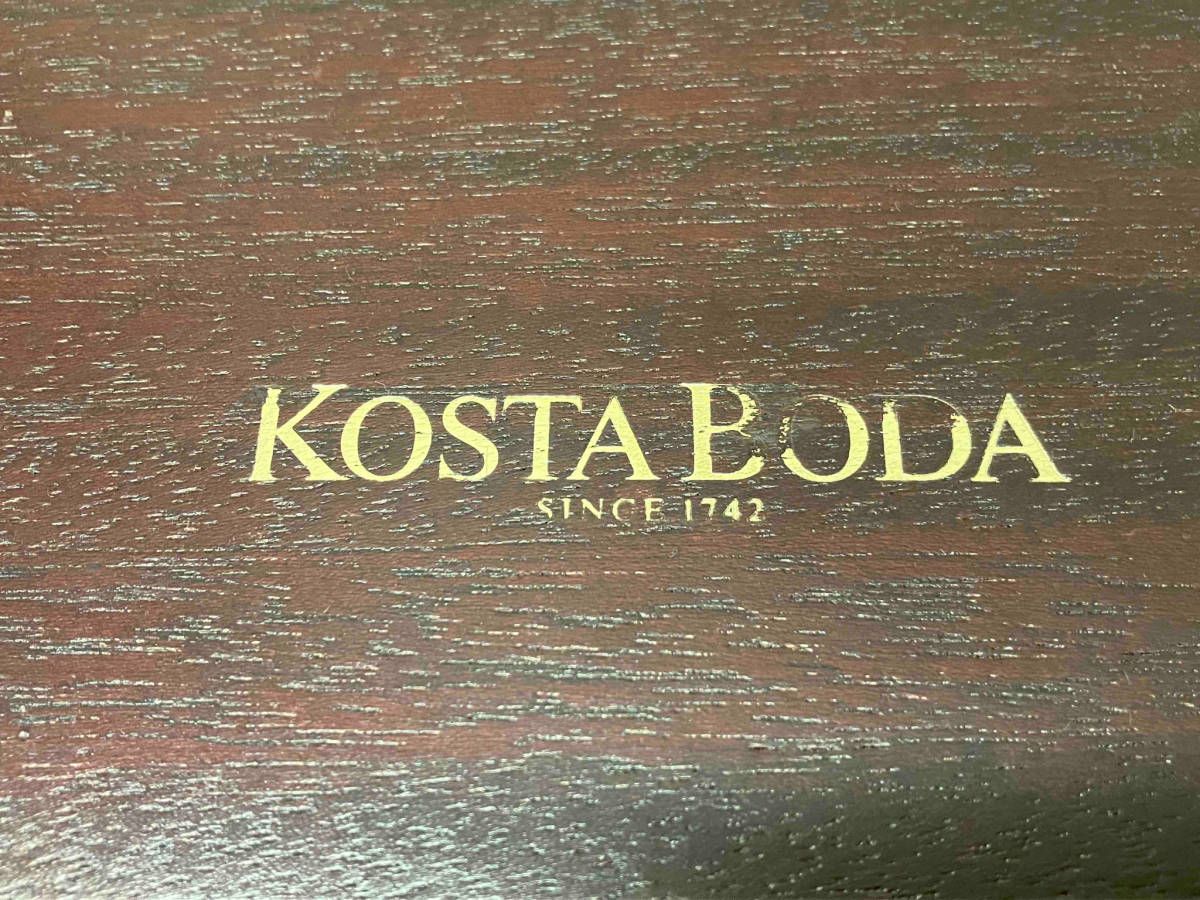 KOSTA BODA
SINCE 1742